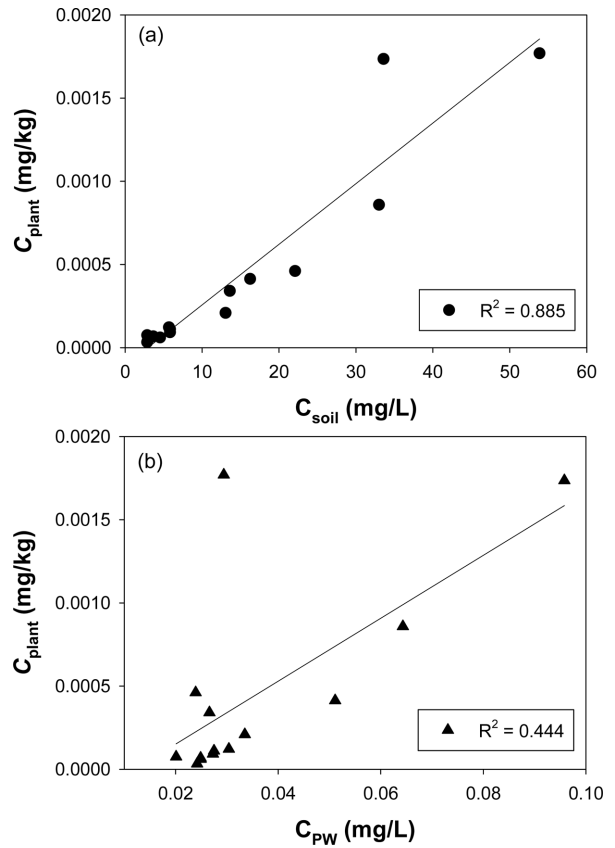 (a)
0.0020
0.0015
0.0010
0.0005
0.0000
C_plant (mg/kg)
R² = 0.885
0 10 20 30 40 50 60
C_soil (mg/L)
(b)
0.0020
0.0015
0.0010
0.0005
0.0000
C_plant (mg/kg)
R² = 0.444
0.02 0.04 0.06 0.08 0.10
C_PW (mg/L)